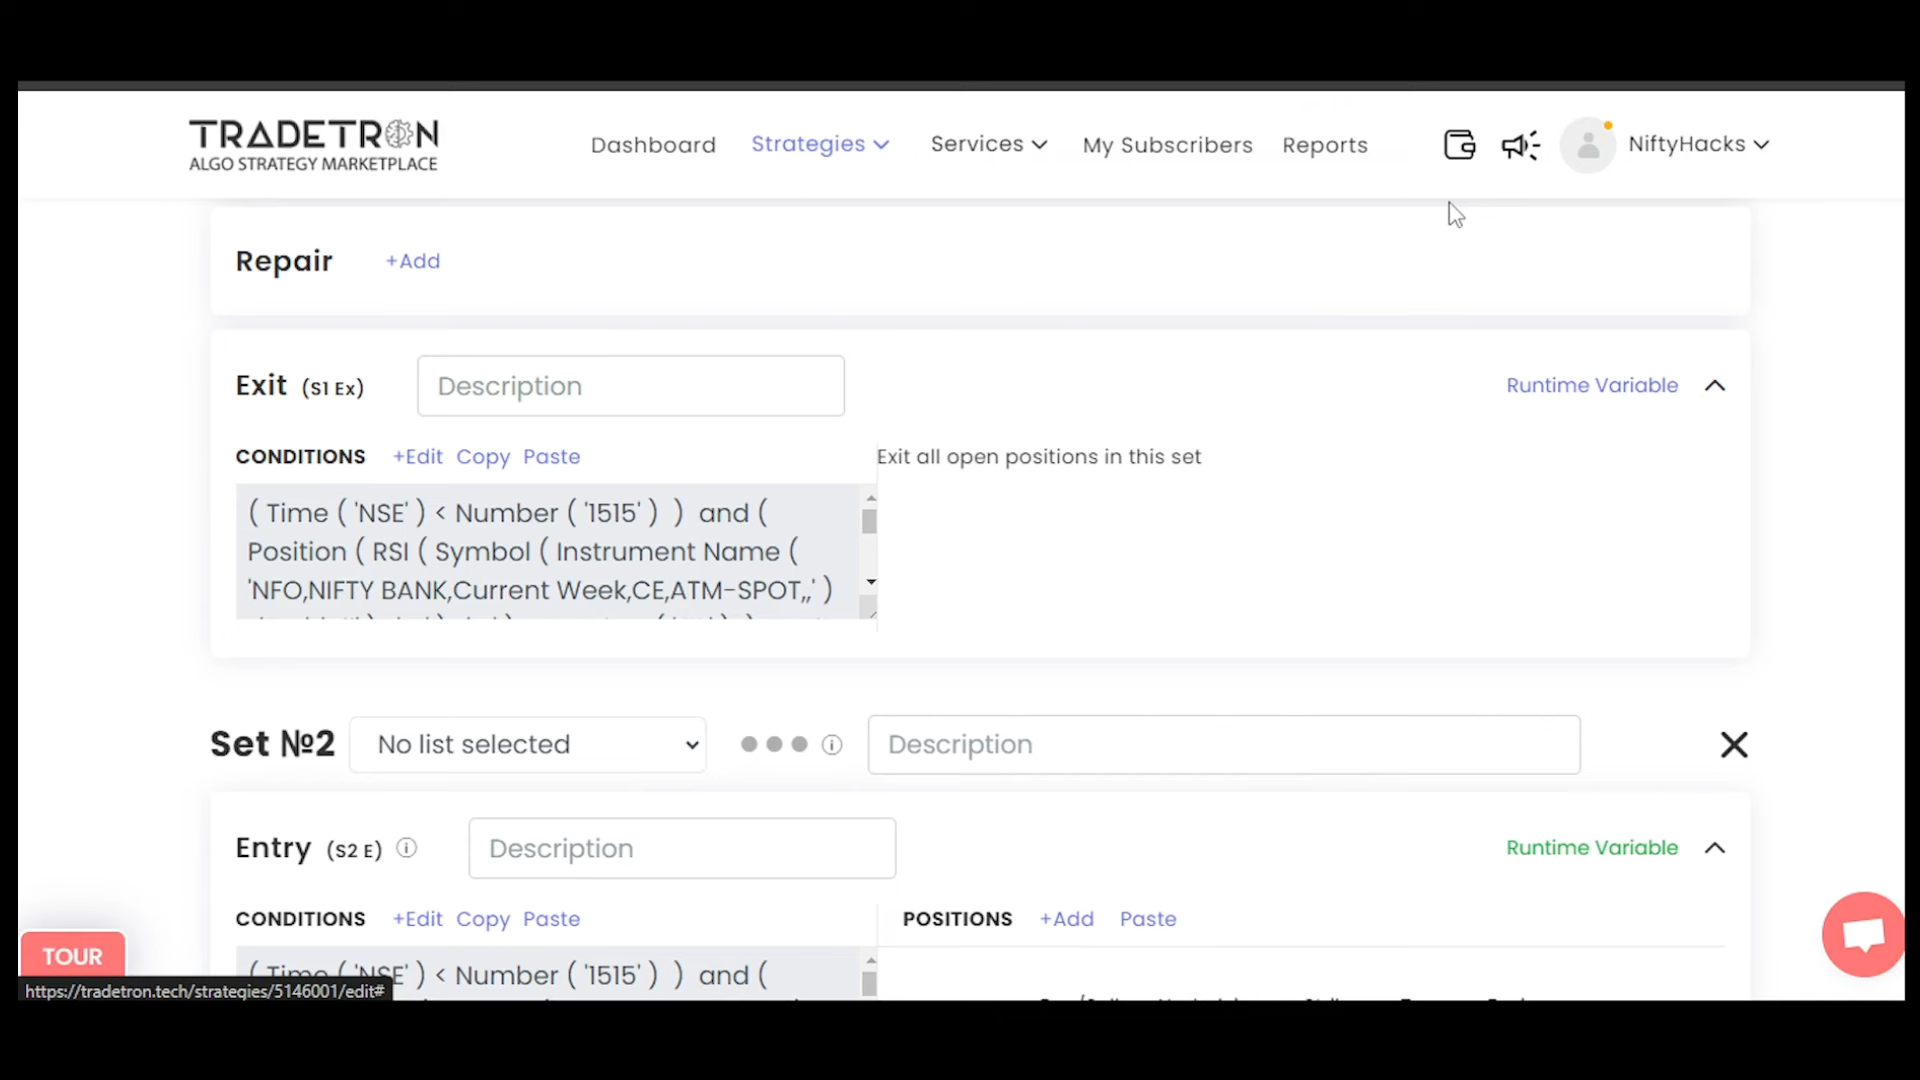 TRADETRON
ALGO STRATEGY MARKETPLACE
Dashboard
Strategies
Services
My Subscribers
Reports
NiftyHacks
Repair
+Add
Exit (S1 Ex)
Description
Runtime Variable
CONDITIONS +Edit Copy Paste
Exit all open positions in this set
( Time ( 'NSE' ) < Number ( '1515' ) ) and (
Position ( RSI ( Symbol ( Instrument Name (
'NFO,NIFTY BANK,Current Week,CE,ATM-SPOT,,' )
Set №2
No list selected
Description
Entry (S2 E)
Description
Runtime Variable
CONDITIONS +Edit Copy Paste
POSITIONS +Add Paste
( Time ( 'NSE' ) < Number ( '1515' ) ) and (
TOUR
https://tradetron.tech/strategies/5146001/edit#